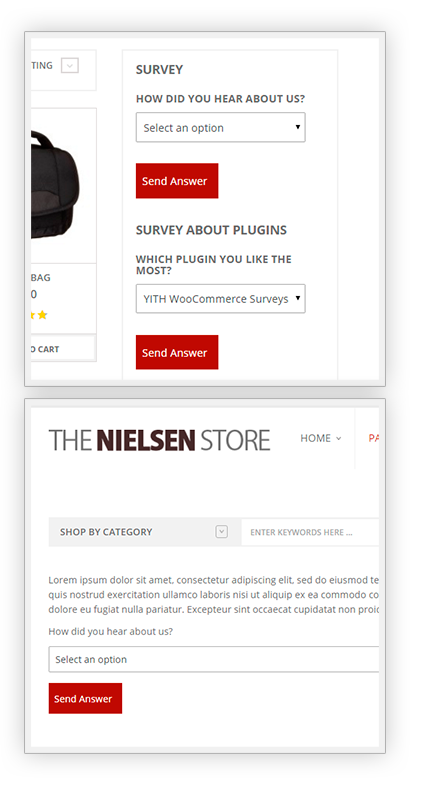 TING
SURVEY
HOW DID YOU HEAR ABOUT US?
Select an option
Send Answer
SURVEY ABOUT PLUGINS
WHICH PLUGIN YOU LIKE THE
MOST?
YITH WooCommerce Surveys
Send Answer
BAG
0
O CART
THE NIELSEN STORE
HOME
PA
SHOP BY CATEGORY
ENTER KEYWORDS HERE ...
Lorem ipsum dolor sit amet, consectetur adipiscing elit, sed do eiusmod te
quis nostrud exercitation ullamco laboris nisi ut aliquip ex ea commodo co
dolore eu fugiat nulla pariatur. Excepteur sint occaecat cupidatat non proid
How did you hear about us?
Select an option
Send Answer